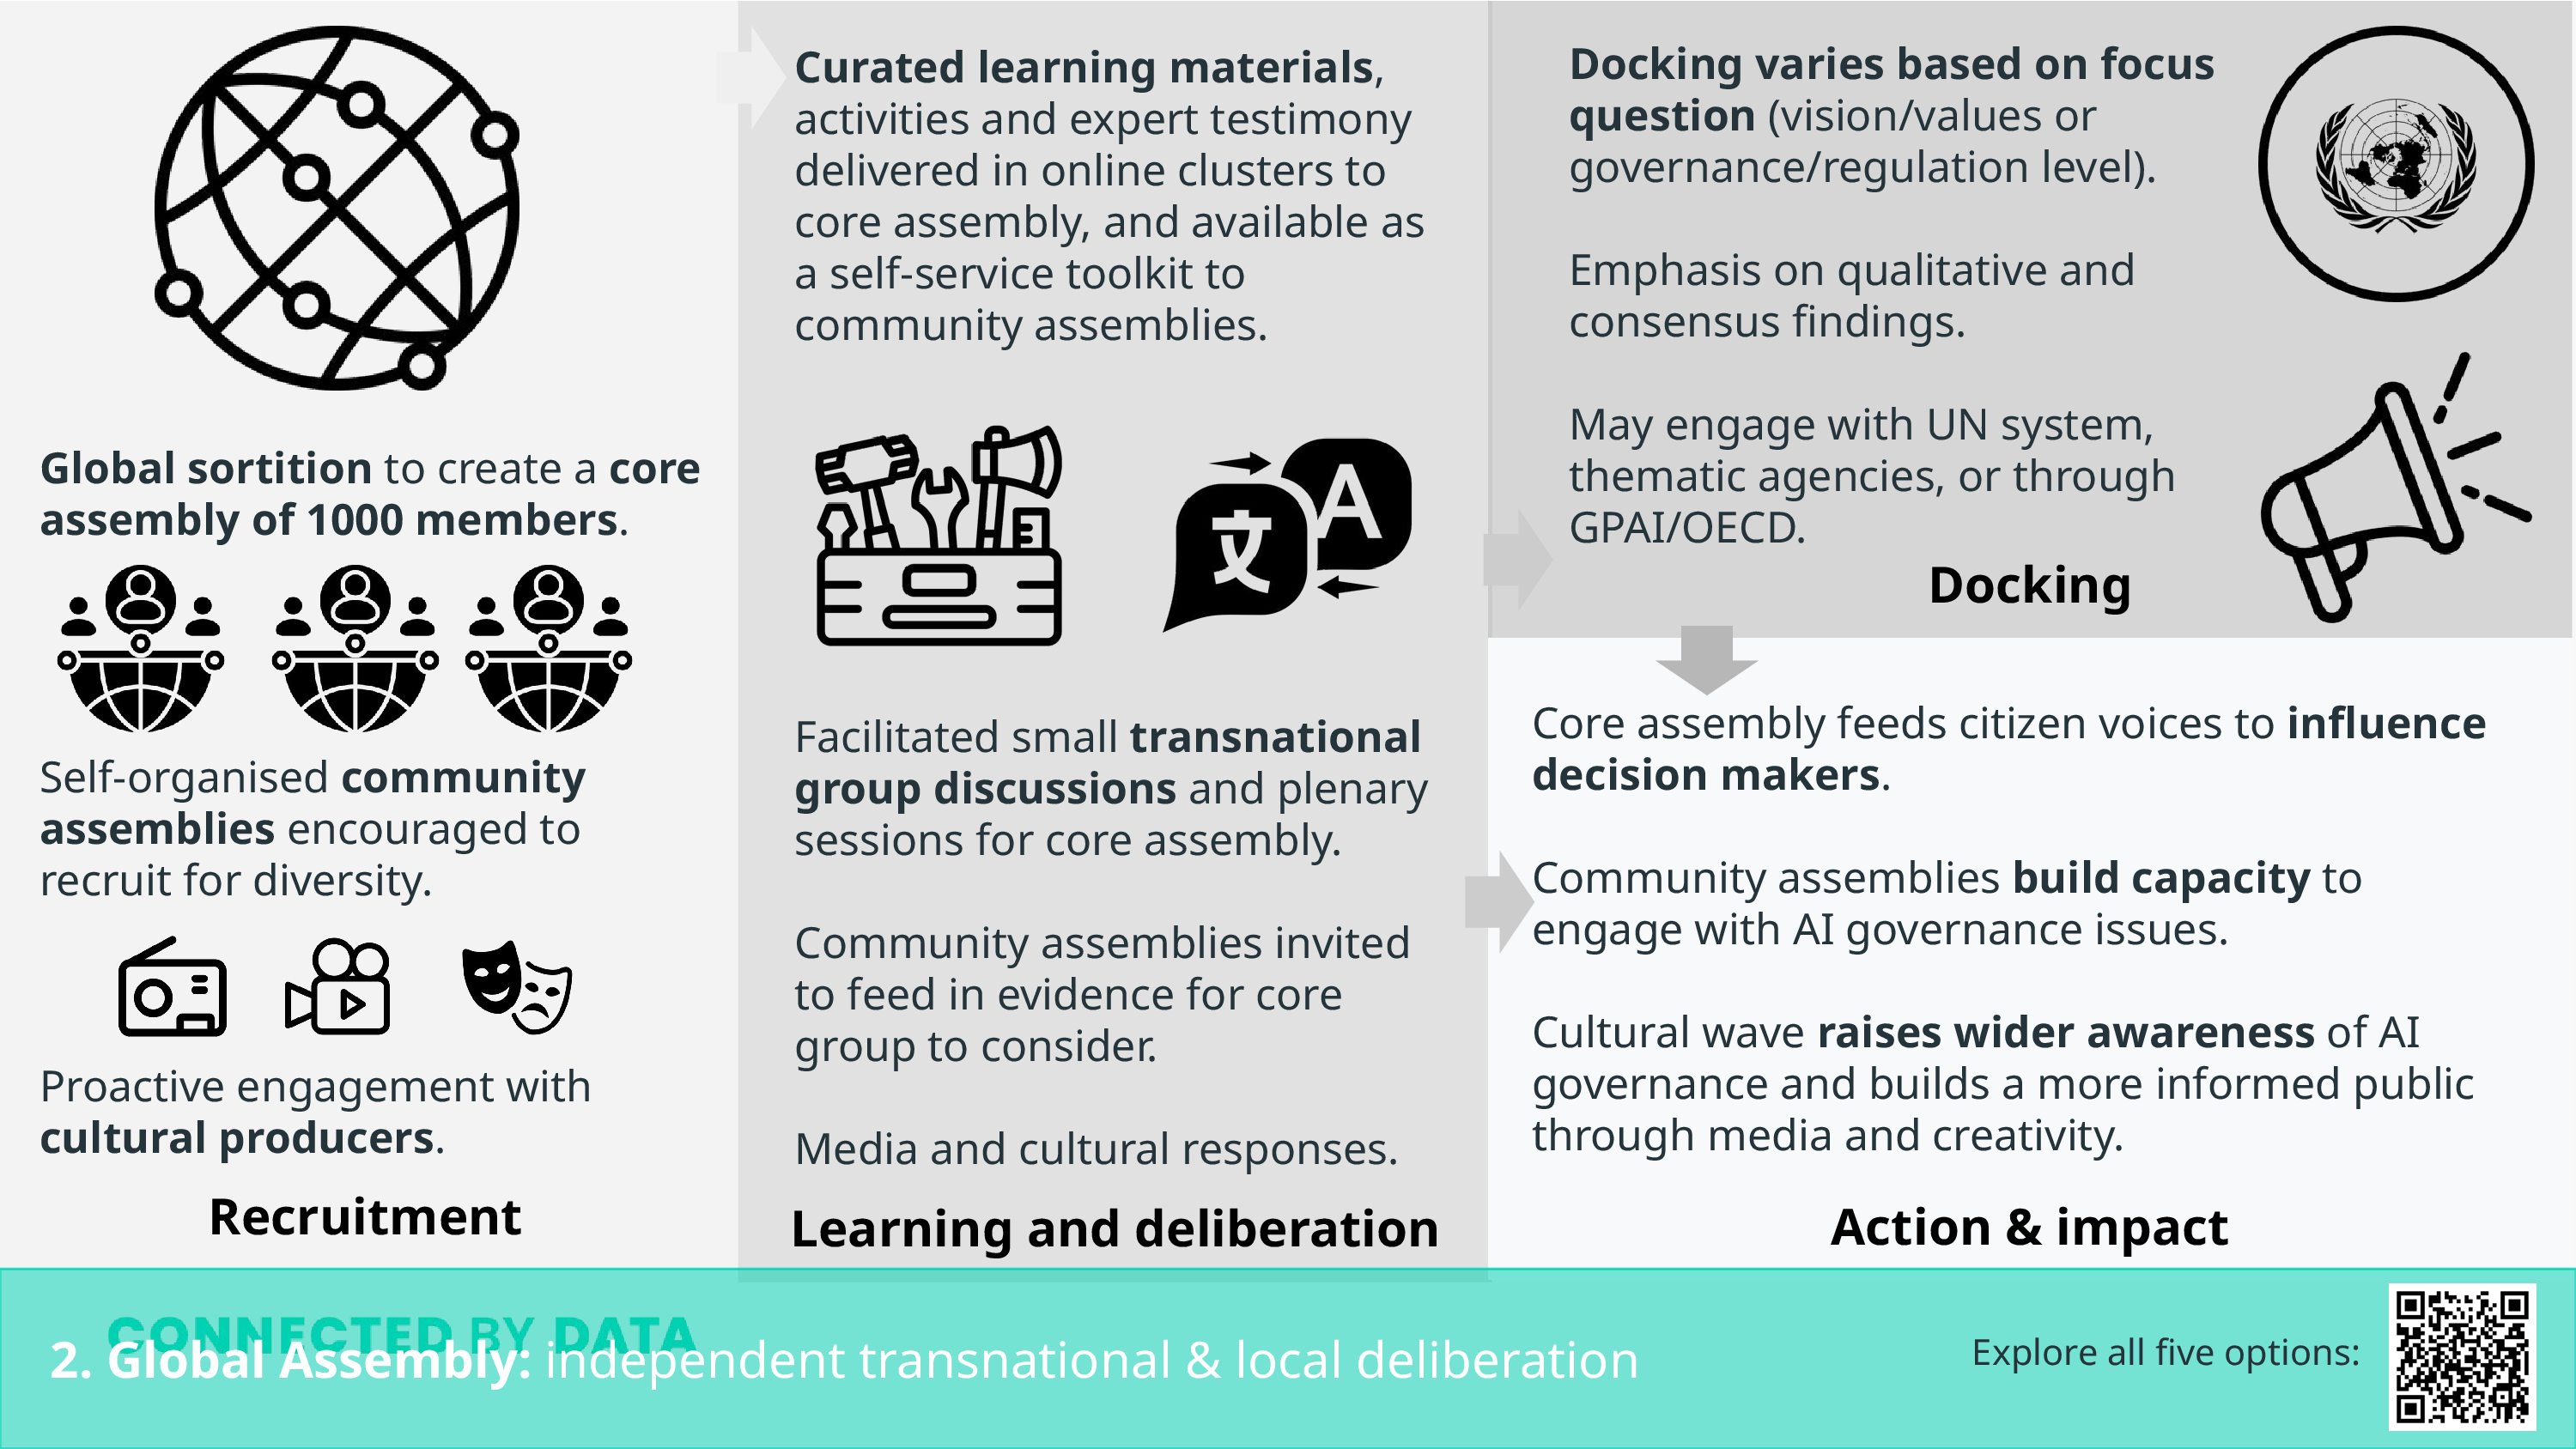 Global sortition to create a core
assembly of 1000 members.
Self-organised community
assemblies encouraged to
recruit for diversity.
Proactive engagement with
cultural producers.
Recruitment
Curated learning materials,
activities and expert testimony
delivered in online clusters to
core assembly, and available as
a self-service toolkit to
community assemblies.
文 A
Facilitated small transnational
group discussions and plenary
sessions for core assembly.
Community assemblies invited
to feed in evidence for core
group to consider.
Media and cultural responses.
Learning and deliberation
Docking varies based on focus
question (vision/values or
governance/regulation level).
Emphasis on qualitative and
consensus findings.
May engage with UN system,
thematic agencies, or through
GPAI/OECD.
Docking
Core assembly feeds citizen voices to influence
decision makers.
Community assemblies build capacity to
engage with AI governance issues.
Cultural wave raises wider awareness of AI
governance and builds a more informed public
through media and creativity.
Action & impact
CONNECTED BY DATA
2. Global Assembly: independent transnational & local deliberation
Explore all five options: